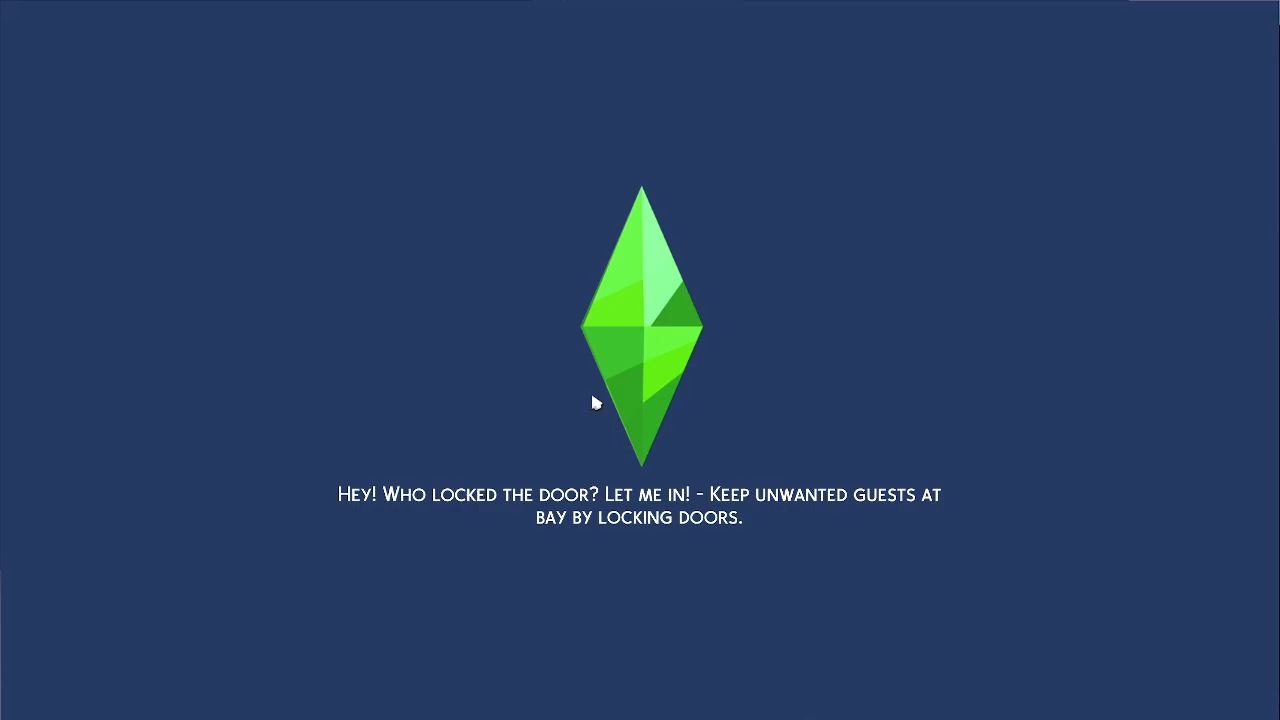 Hey! Who locked the door? Let me in! - Keep unwanted guests at
bay by locking doors.